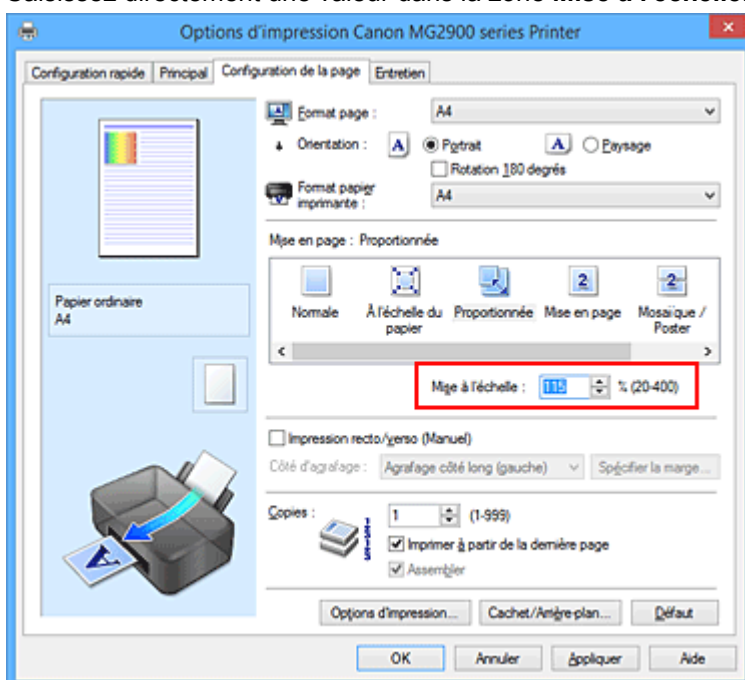 Options d'impression Canon MG2900 series Printer
Configuration rapide Principal Configuration de la page Entretien
Format page : A4
Orientation : A Portrait A Paysage
Rotation 180 degrés
Format papier imprimante : A4
Mise en page : Proportionnée
2 2
Normale À l'échelle du papier Proportionnée Mise en page Mosaïque / Poster
Papier ordinaire
A4
Mise à l'échelle : 115 % (20-400)
Impression recto/verso (Manuel)
Côté d'agrafage : Agrafage côté long (gauche) Spécifier la marge...
Copies : 1 (1-999)
Imprimer à partir de la dernière page
Assembler
A
Options d'impression... Cachet/Arrière-plan... Défaut
OK Annuler Appliquer Aide